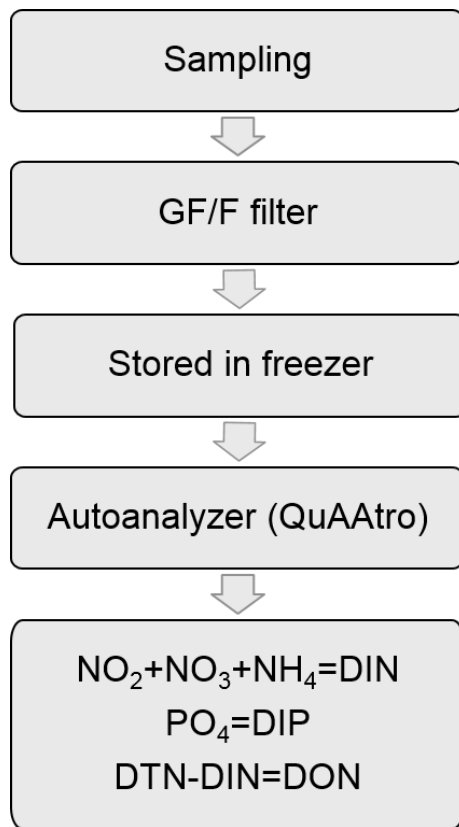 Sampling
GF/F filter
Stored in freezer
Autoanalyzer (QuAAtro)
NO₂+NO₃+NH₄=DIN
PO₄=DIP
DTN-DIN=DON